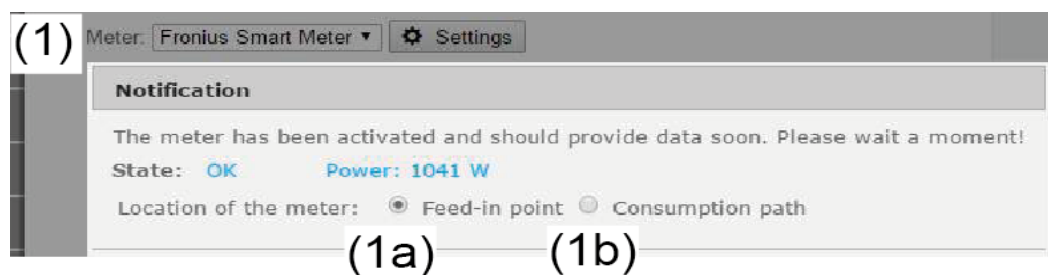 (1) Meter: Fronius Smart Meter ▼ Settings
Notification
The meter has been activated and should provide data soon. Please wait a moment!
State: OK Power: 1041 W
Location of the meter: Feed-in point Consumption path
(1a) (1b)